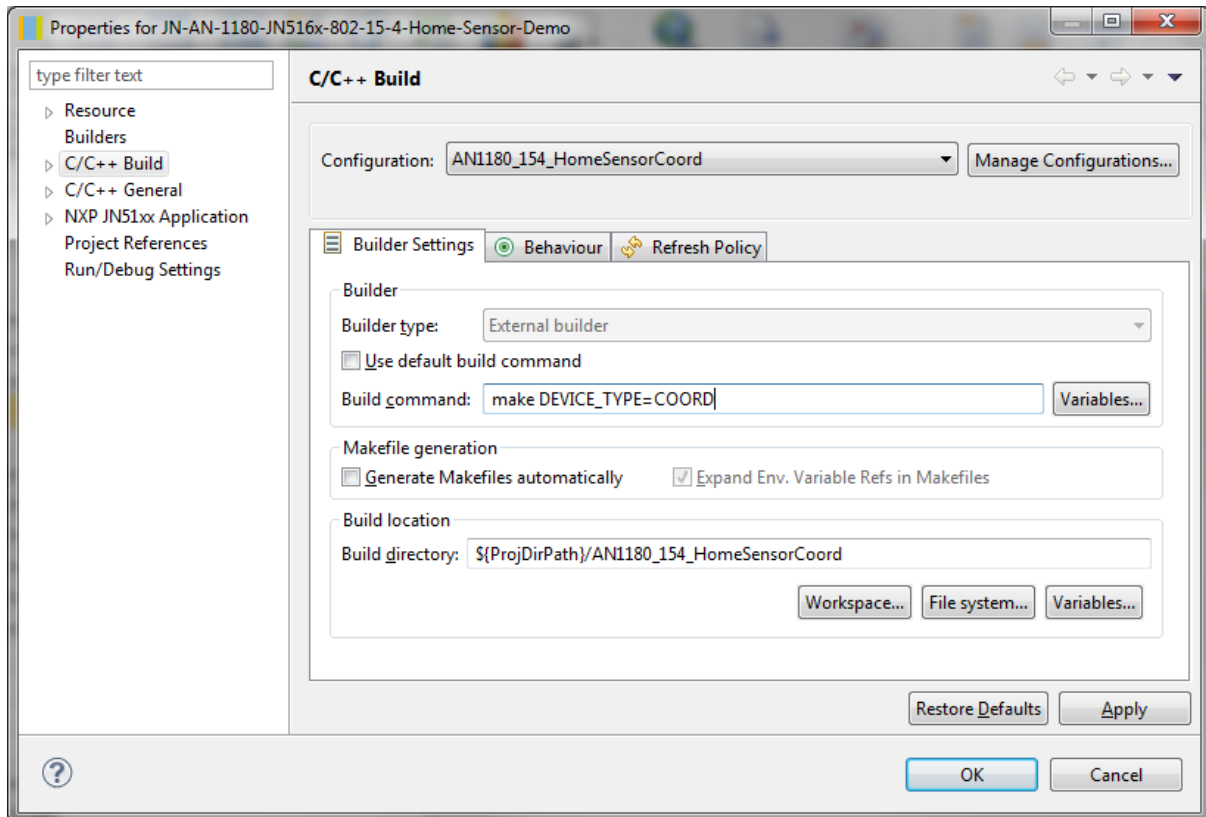 Properties for JN-AN-1180-JN516x-802-15-4-Home-Sensor-Demo
type filter text
Resource
Builders
C/C++ Build
C/C++ General
NXP JN51xx Application
Project References
Run/Debug Settings
C/C++ Build
Configuration: AN1180_154_HomeSensorCoord Manage Configurations...
Builder Settings Behaviour Refresh Policy
Builder
Builder type: External builder
Use default build command
Build command: make DEVICE_TYPE=COORD Variables...
Makefile generation
Generate Makefiles automatically Expand Env. Variable Refs in Makefiles
Build location
Build directory: ${ProjDirPath}/AN1180_154_HomeSensorCoord
Workspace... File system... Variables...
Restore Defaults Apply
? OK Cancel